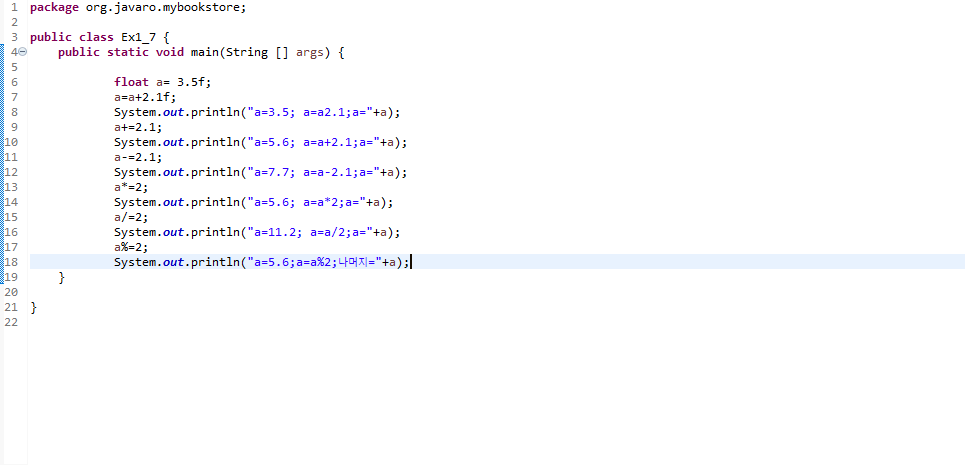 1 package org.javaro.mybookstore;
2
3 public class Ex1_7 {
4 public static void main(String [] args) {
5
6 float a= 3.5f;
7 a=a+2.1f;
8 System.out.println("a=3.5; a=a2.1;a="+a);
9 a+=2.1;
10 System.out.println("a=5.6; a=a+2.1;a="+a);
11 a-=2.1;
12 System.out.println("a=7.7; a=a-2.1;a="+a);
13 a*=2;
14 System.out.println("a=5.6; a=a*2;a="+a);
15 a/=2;
16 System.out.println("a=11.2; a=a/2;a="+a);
17 a%=2;
18 System.out.println("a=5.6;a=a%2;나머지="+a);
19 }
20
21 }
22